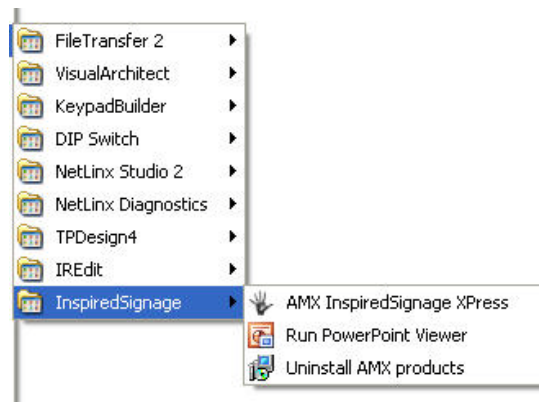 FileTransfer 2
VisualArchitect
KeypadBuilder
DIP Switch
NetLinx Studio 2
NetLinx Diagnostics
TPDesign4
IREdit
InspiredSignage
AMX InspiredSignage XPress
Run PowerPoint Viewer
Uninstall AMX products